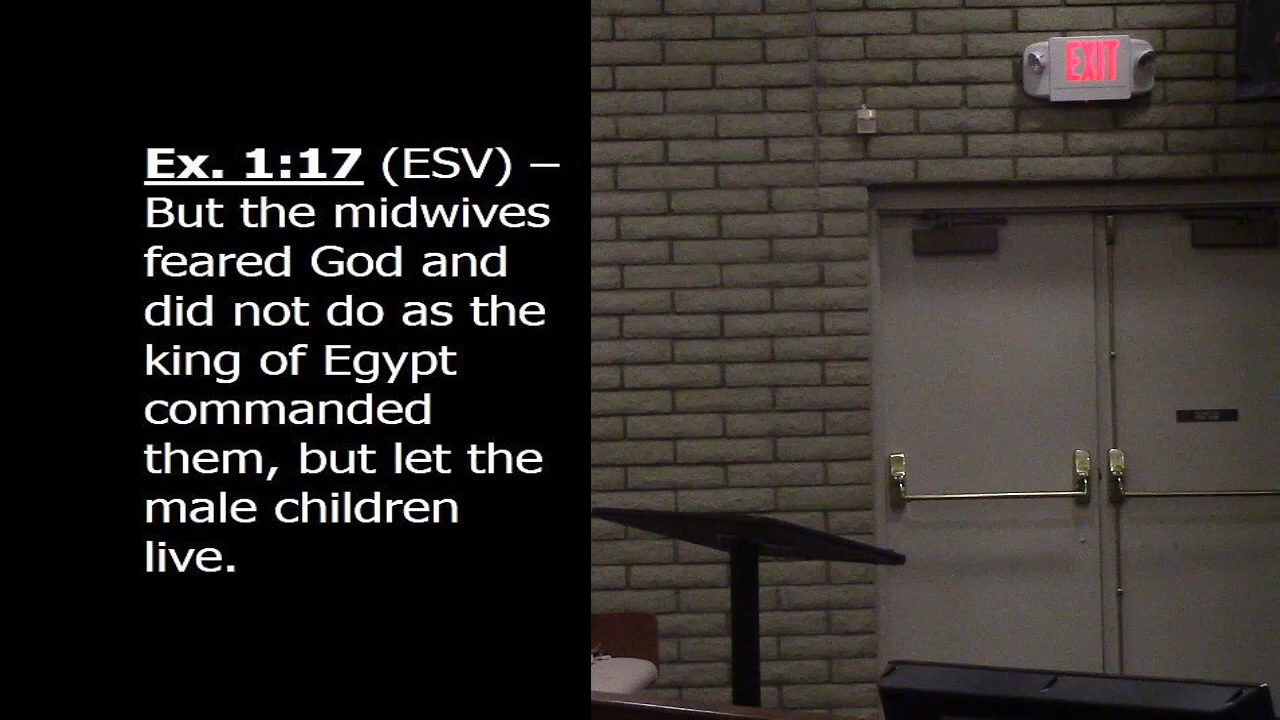 Ex. 1:17 (ESV) –
But the midwives
feared God and
did not do as the
king of Egypt
commanded
them, but let the
male children
live.
EXIT